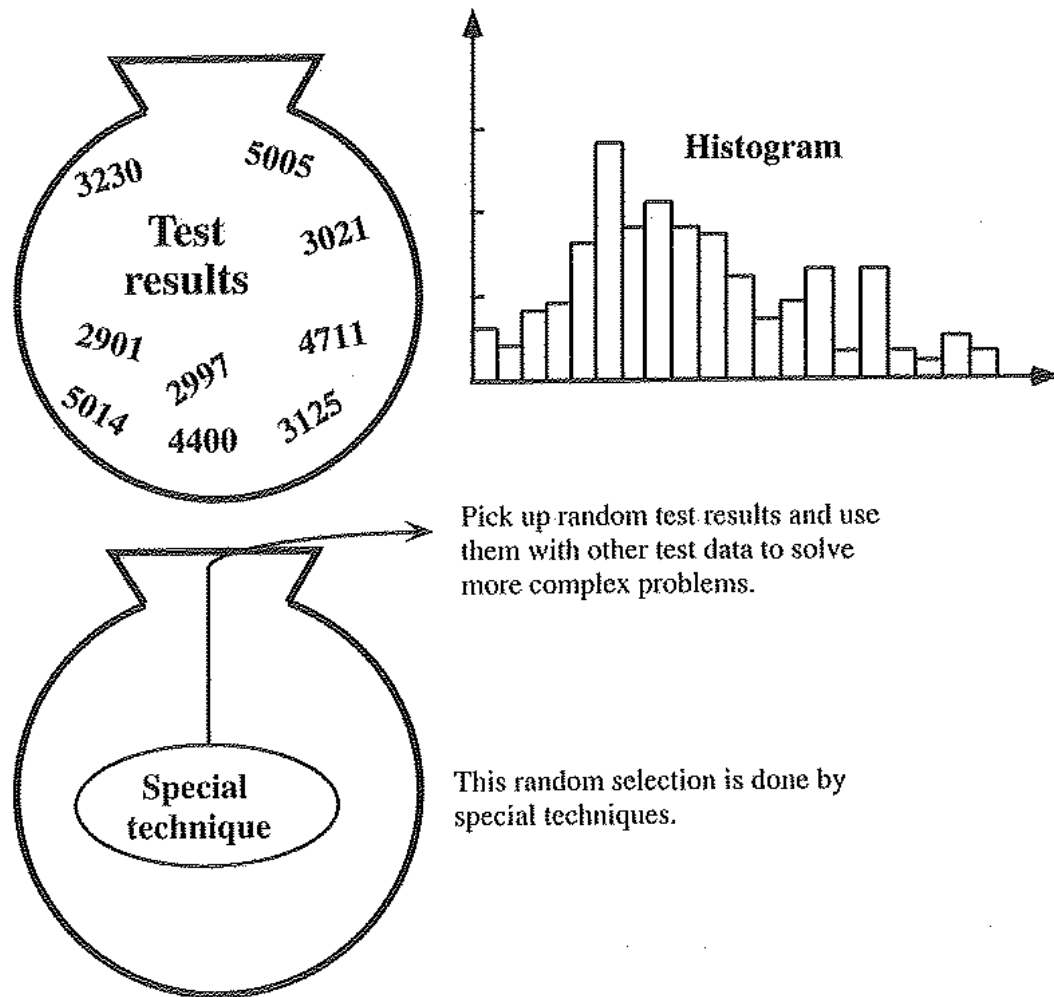 3230
5005
Test
results
3021
2901
4711
2997
5014
4400
3125
Histogram
Pick up random test results and use
them with other test data to solve
more complex problems.
Special
technique
This random selection is done by
special techniques.